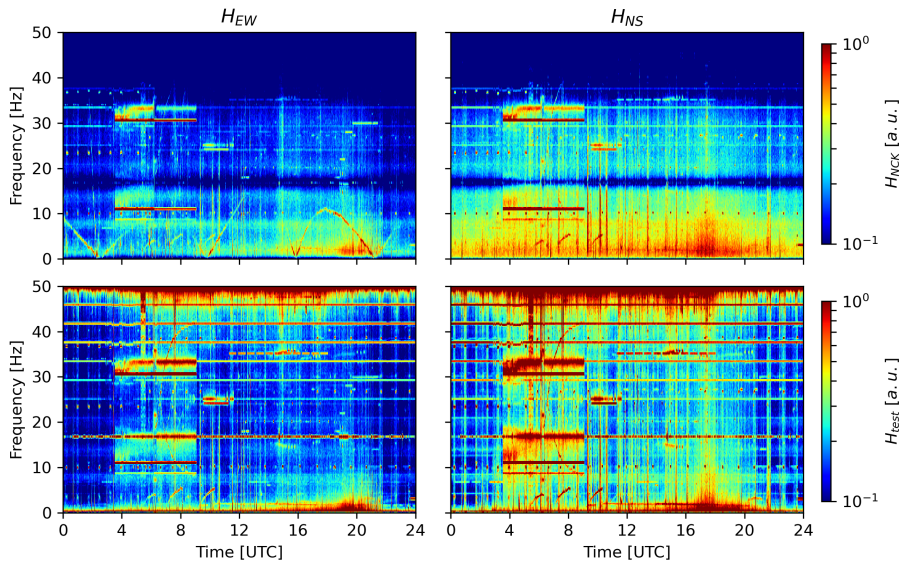 H_EW
H_NS
50
40
30
20
10
0
Frequency [Hz]
10^0
10^-1
H_NCK [a. u.]
50
40
30
20
10
0
Frequency [Hz]
0 4 8 12 16 20 24
Time [UTC]
0 4 8 12 16 20 24
Time [UTC]
10^0
10^-1
H_test [a. u.]